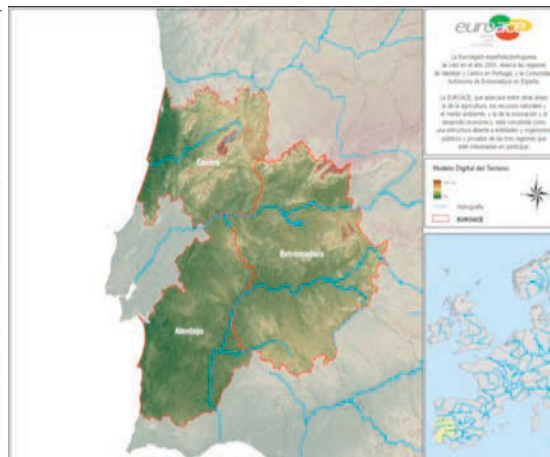 Centro
Extremadura
Alentejo
euroace
La Euroregión española/portuguesa
se creó en el año 2009, abarca las regiones
de Alentejo y Centro en Portugal, y la Comunidad
Autónoma de Extremadura en España.
La EUROACE, que abarcará entre otras áreas
la de la agricultura, los recursos naturales y
el medio ambiente, y la de la innovación y el
desarrollo económico, está concebida como
una estructura abierta a entidades y organismos
públicos y privados de las tres regiones que
estén interesadas en participar.
Modelo Digital del Terreno
Hidrografía
EUROACE